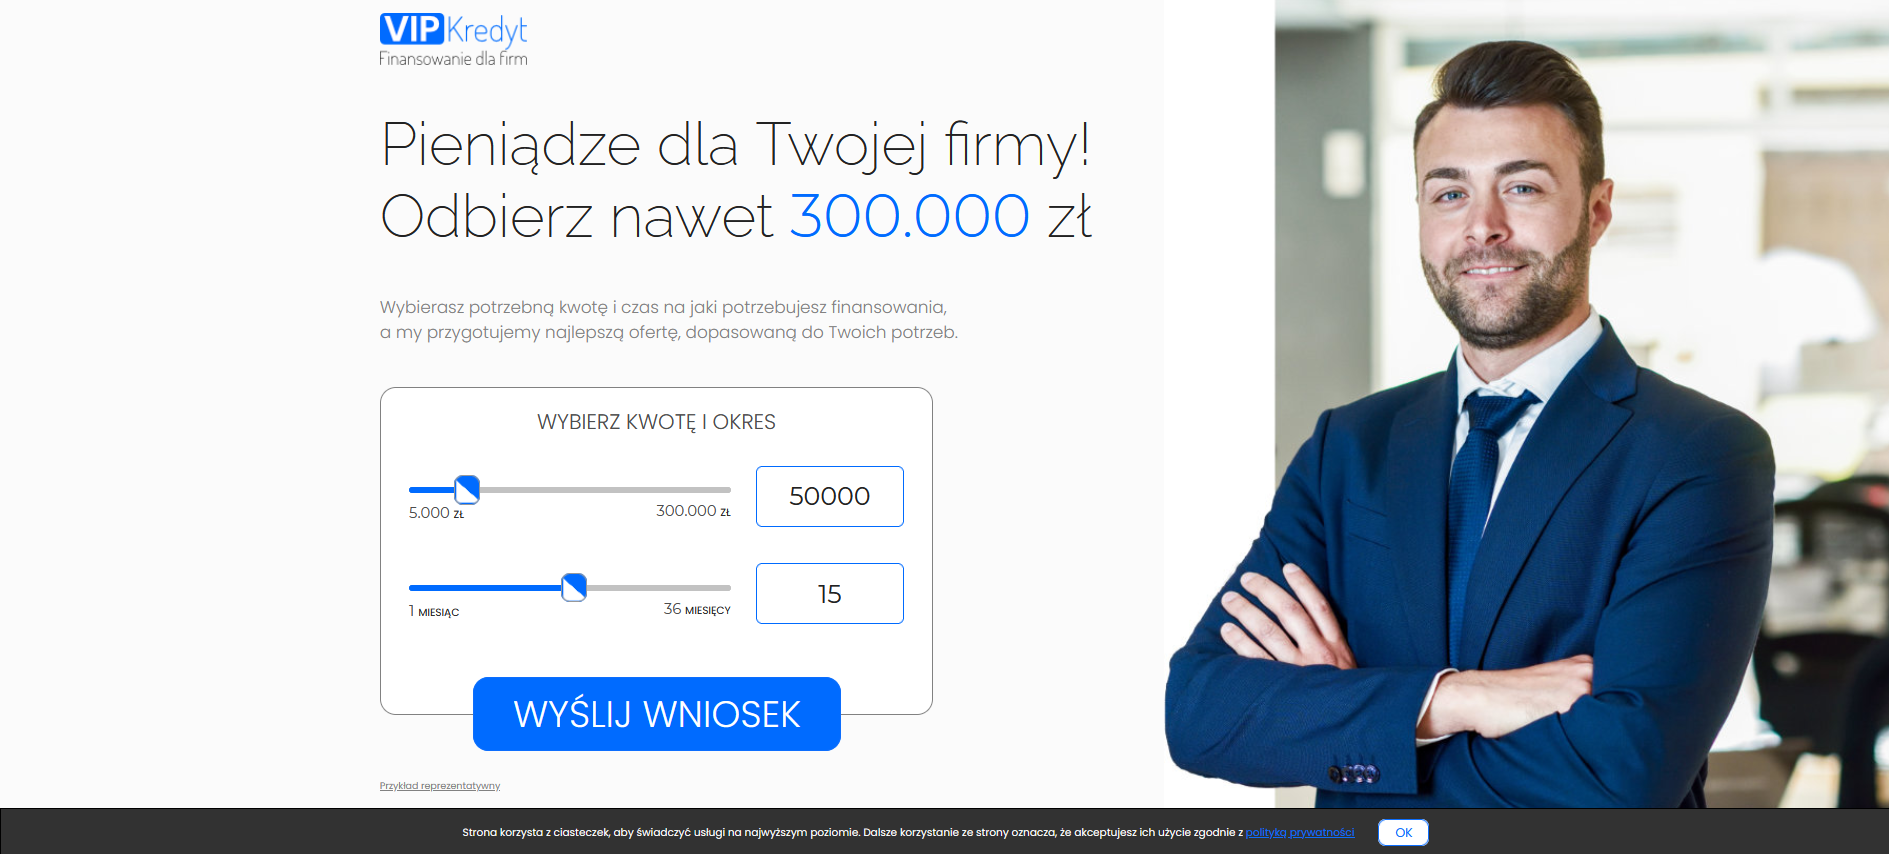 VIP Kredyt
Finansowanie dla firm
Pieniądze dla Twojej firmy!
Odbierz nawet 300.000 zł
Wybierasz potrzebną kwotę i czas na jaki potrzebujesz finansowania,
a my przygotujemy najlepszą ofertę, dopasowaną do Twoich potrzeb.
WYBIERZ KWOTĘ I OKRES
50000
5.000 ZŁ 300.000 ZŁ
15
1 MIESIĄC 36 MIESIĘCY
WYŚLIJ WNIOSEK
Przykład reprezentatywny
Strona korzysta z ciasteczek, aby świadczyć usługi na najwyższym poziomie. Dalsze korzystanie ze strony oznacza, że akceptujesz ich użycie zgodnie z polityką prywatności OK